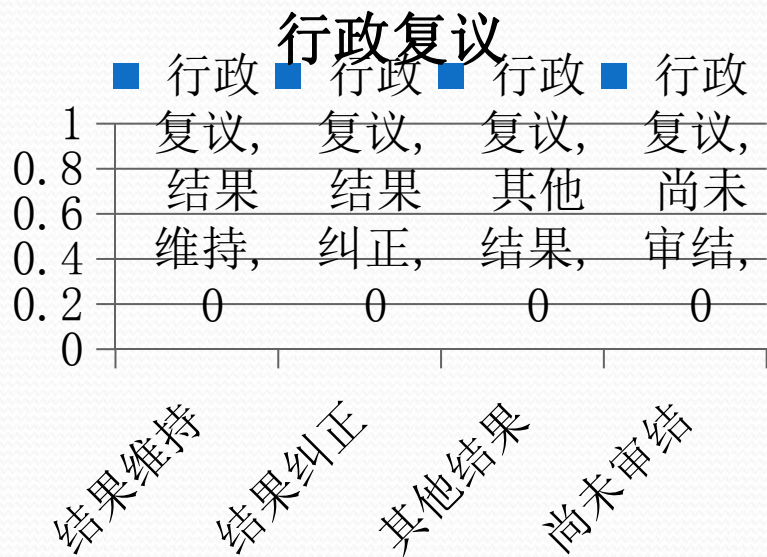 行政复议
行政
复议,
结果
维持,
0
行政
复议,
结果
纠正,
0
行政
复议,
其他
结果,
0
行政
复议,
尚未
审结,
0
1
0.8
0.6
0.4
0.2
0
结果维持
结果纠正
其他结果
尚未审结